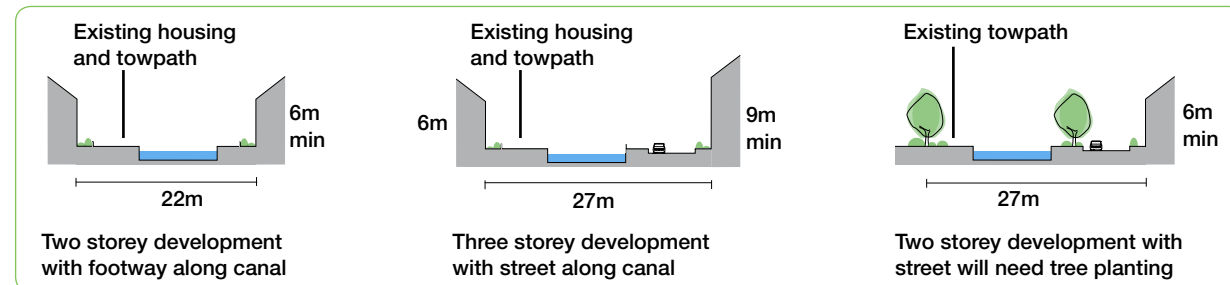 Existing housing
and towpath
6m
min
22m
Two storey development
with footway along canal
Existing housing
and towpath
6m
9m
min
27m
Three storey development
with street along canal
Existing towpath
6m
min
27m
Two storey development with
street will need tree planting